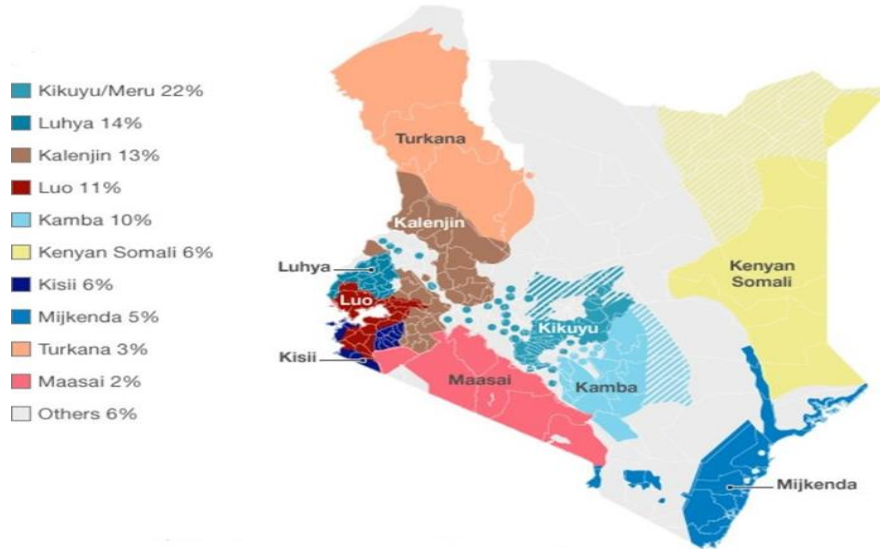 Kikuyu/Meru 22%
Luhya 14%
Kalenjin 13%
Luo 11%
Kamba 10%
Kenyan Somali 6%
Kisii 6%
Mijkenda 5%
Turkana 3%
Maasai 2%
Others 6%
Turkana
Kalenjin
Luhya
Luo
Kisii
Maasai
Kikuyu
Kamba
Kenyan
Somali
Mijkenda